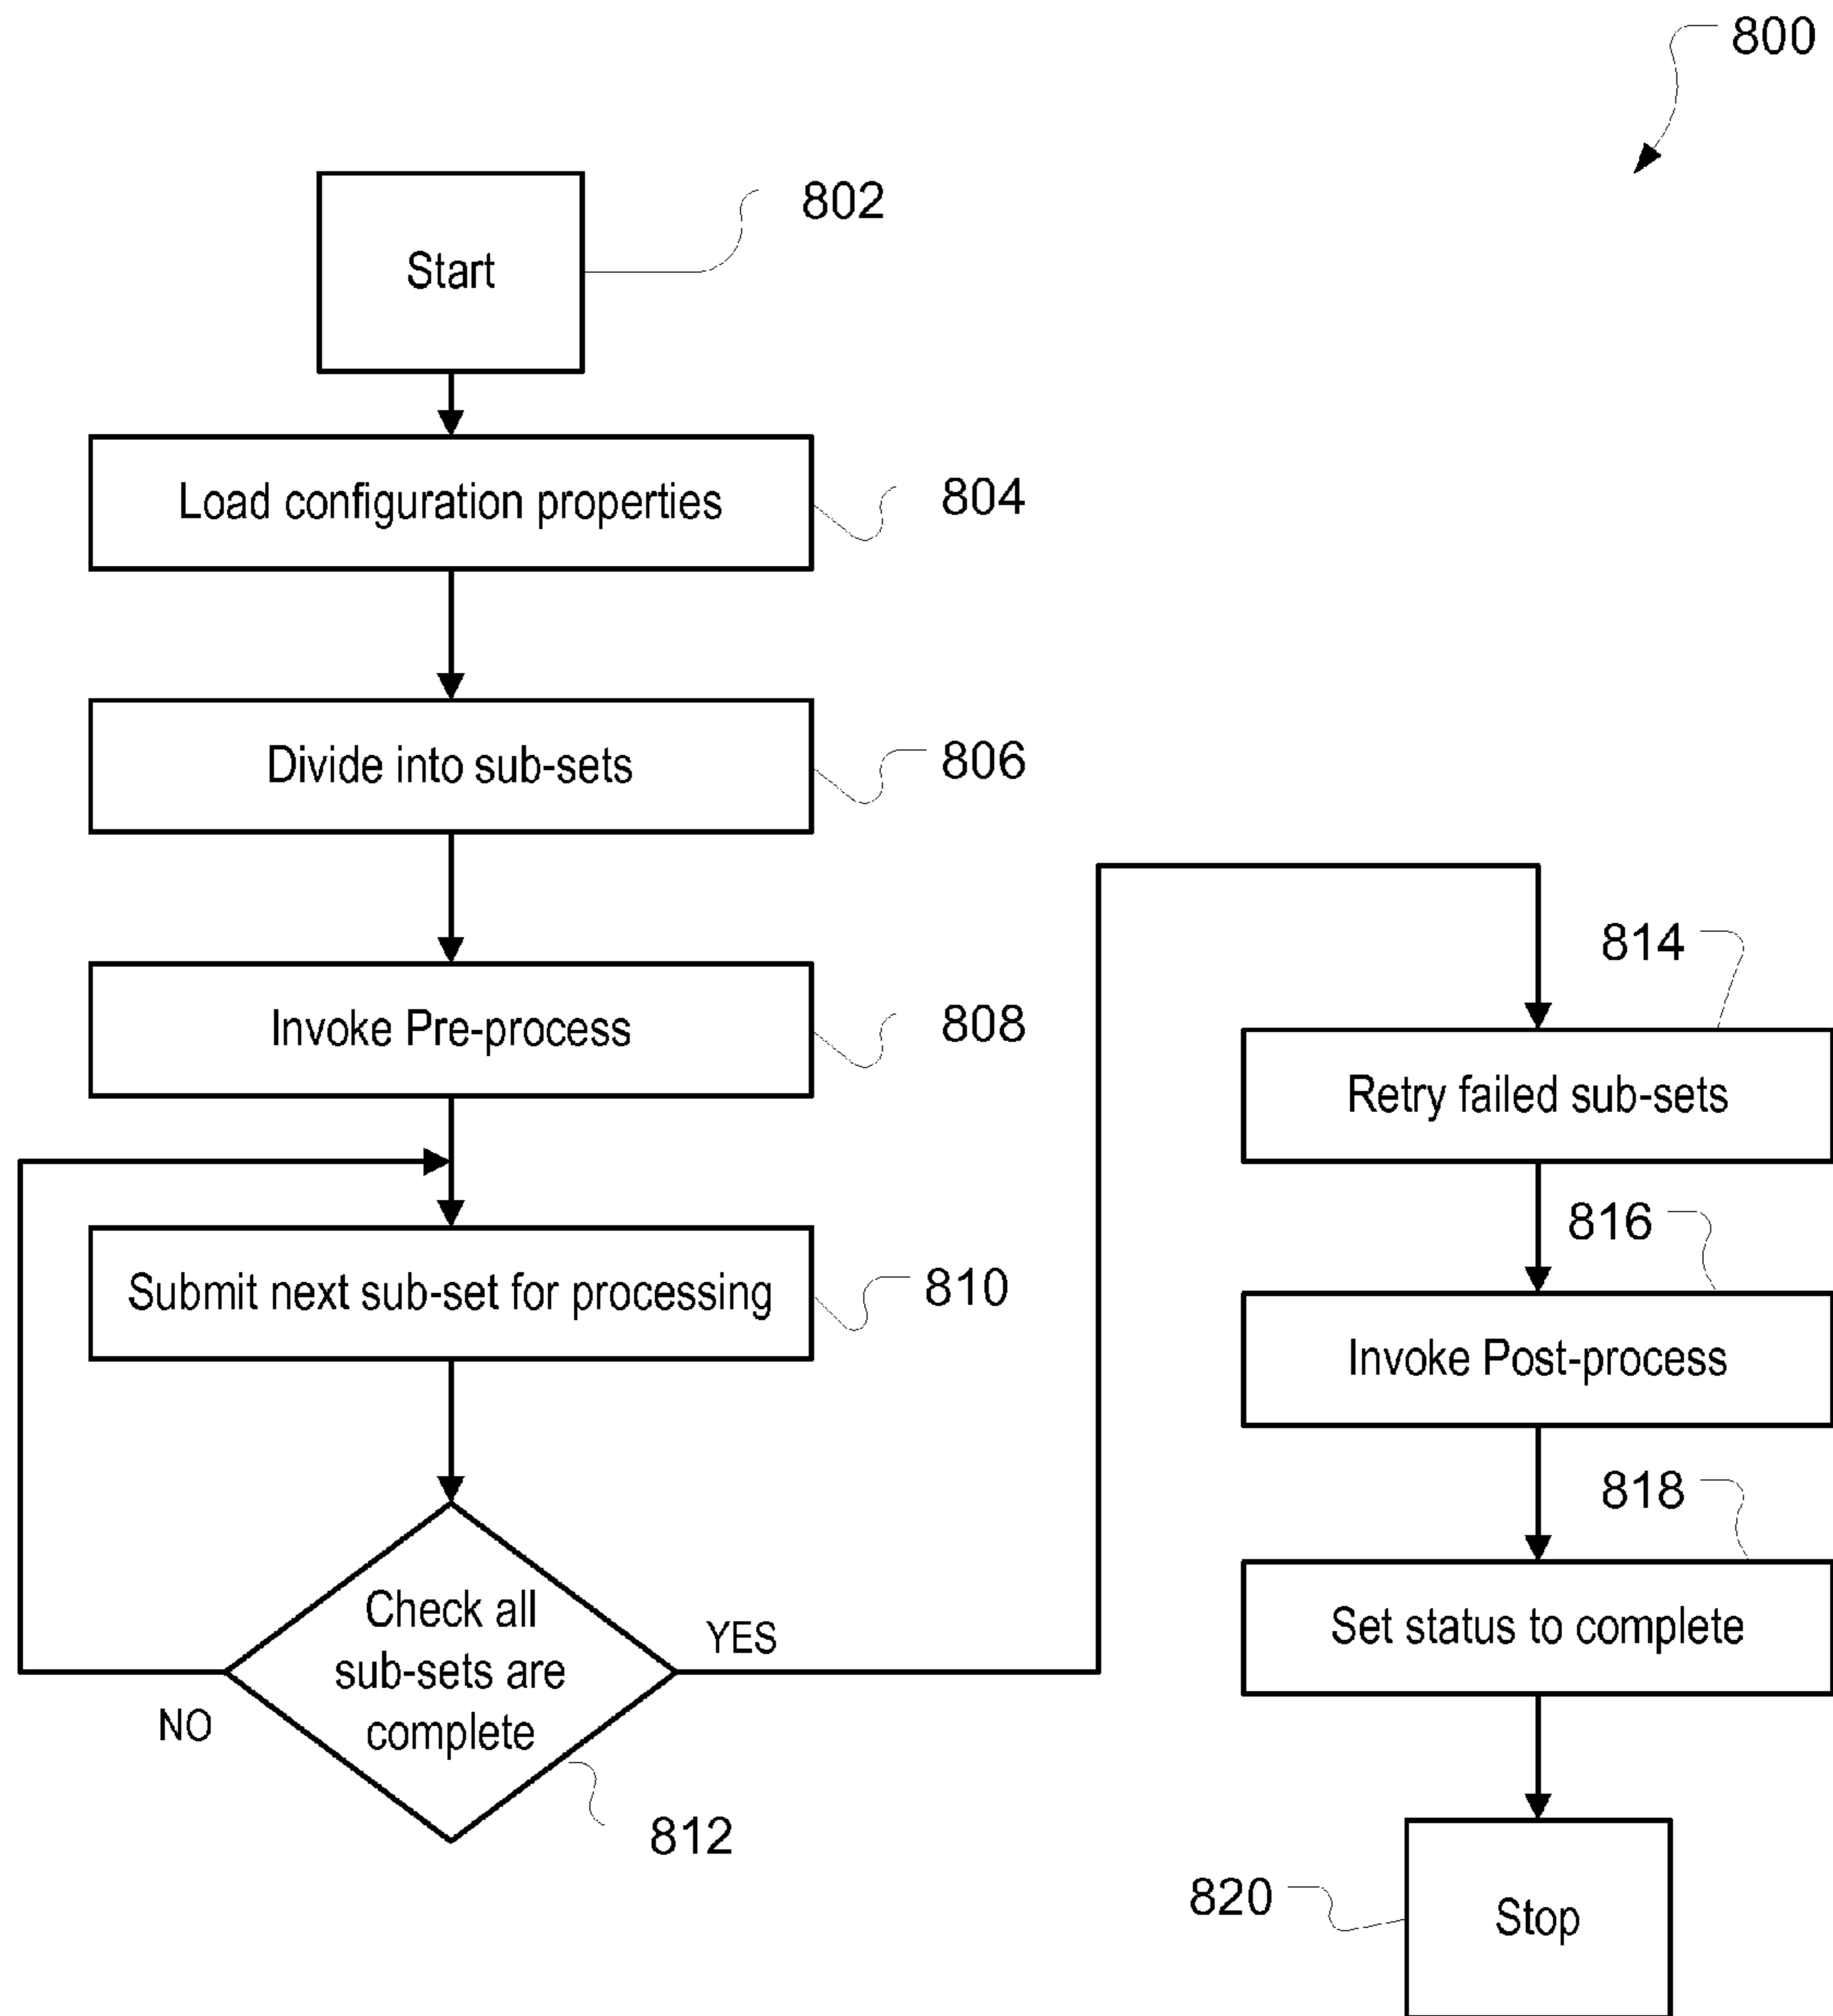 800
Start
802
Load configuration properties
804
Divide into sub-sets
806
Invoke Pre-process
808
Submit next sub-set for processing
810
Check all
sub-sets are
complete
812
NO
YES
814
Retry failed sub-sets
816
Invoke Post-process
818
Set status to complete
820
Stop